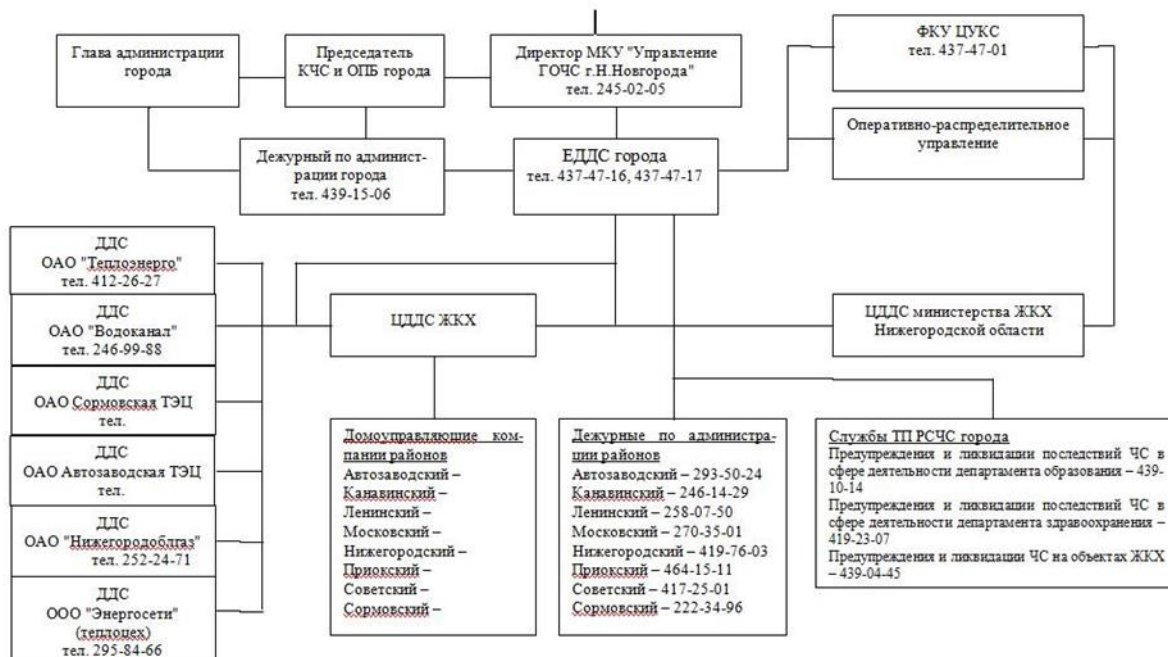 Глава администрации
города
Председатель
КЧС и ОПБ города
Директор МКУ "Управление
ГОЧС г.Н.Новгорода"
тел. 245-02-05
ФКУ ЦУКС
тел. 437-47-01
Оперативно-распределительное
управление
Дежурный по админист-
рации города
тел. 439-15-06
ЕДДС города
тел. 437-47-16, 437-47-17
ДДС
ОАО "Теплоэнерго"
тел. 412-26-27
ДДС
ОАО "Водоканал"
тел. 246-99-88
ДДС
ОАО Сормовская ТЭЦ
тел.
ДДС
ОАО Автозаводская ТЭЦ
тел.
ДДС
ОАО "Нижегородоблгаз"
тел. 252-24-71
ДДС
ООО "Энергосети"
(теплоцех)
тел. 295-84-66
ЦДДС ЖКХ
ЦДДС министерства ЖКХ
Нижегородской области
Домоуправляющие ком-
пании районов
Автозаводский –
Канавинский –
Ленинский –
Московский –
Нижегородский –
Приокский –
Советский –
Сормовский –
Дежурные по администра-
ции районов
Автозаводский – 293-50-24
Канавинский – 246-14-29
Ленинский – 258-07-50
Московский – 270-35-01
Нижегородский – 419-76-03
Приокский – 464-15-11
Советский – 417-25-01
Сормовский – 222-34-96
Службы ТП РСЧС города
Предупреждения и ликвидации последствий ЧС в
сфере деятельности департамента образования – 439-
10-14
Предупреждения и ликвидации последствий ЧС в
сфере деятельности департамента здравоохранения –
419-23-07
Предупреждения и ликвидации ЧС на объектах ЖКХ
– 439-04-45